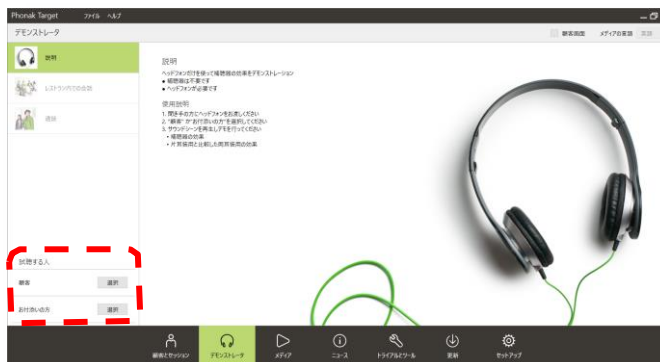 Phonak Target ファイル ヘルプ
デモンストレータ
顧客画面 メディアの言語 英語
説明
レストラン内での会話
道路
説明
ヘッドフォンだけを使って補聴器の効果をデモンストレーション
• 補聴器は不要です
• ヘッドフォンが必要です
使用説明
1. 聞き手の方にヘッドフォンをお渡しください
2. "顧客" か"お付添いの方"を選択してください
3. サウンドシーンを再生しデモを行ってください
• 補聴器の効果
• 片耳装用と比較した両耳装用の効果
試聴する人
顧客 選択
お付添いの方 選択
顧客とセッション デモンストレータ メディア ニュース トライアルとツール 更新 セットアップ